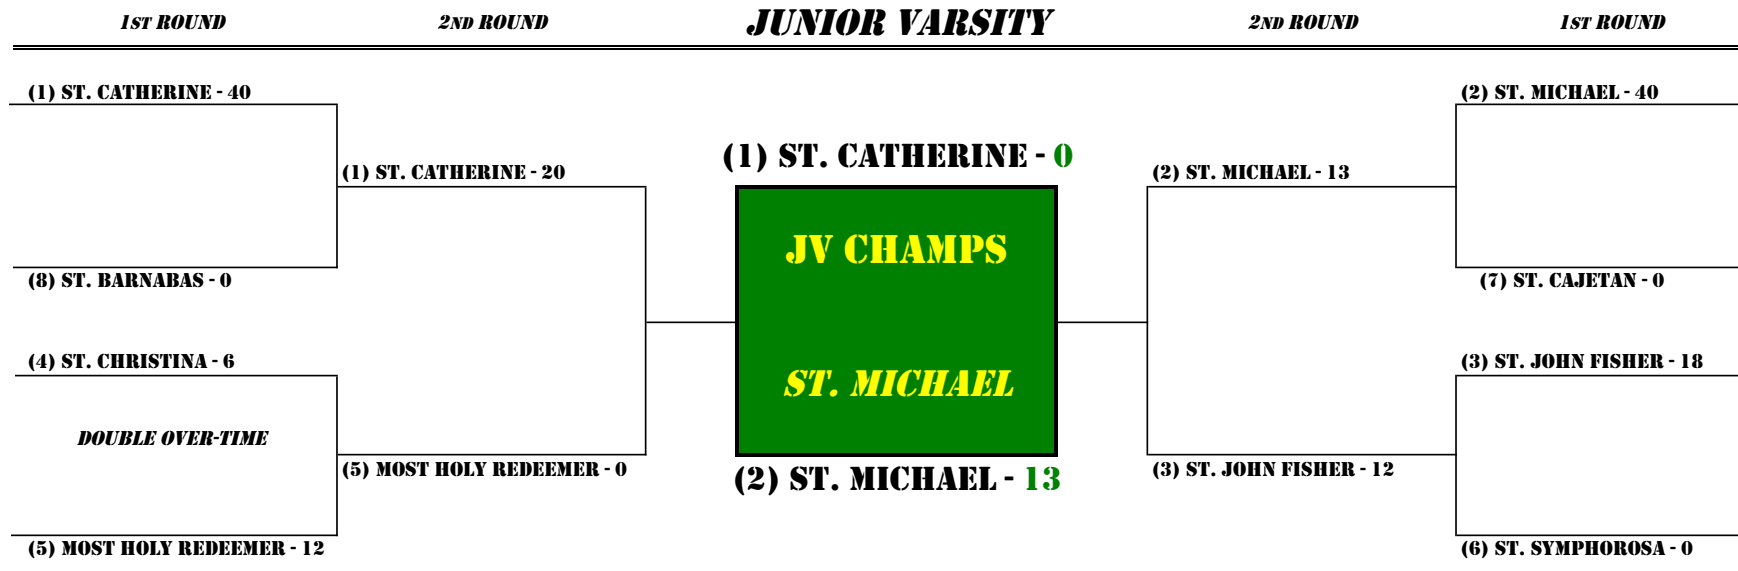 1ST ROUND 2ND ROUND JUNIOR VARSITY 2ND ROUND 1ST ROUND
(1) ST. CATHERINE - 40
(2) ST. MICHAEL - 40
(1) ST. CATHERINE - 0
(1) ST. CATHERINE - 20
(2) ST. MICHAEL - 13
JV CHAMPS
(8) ST. BARNABAS - 0
(7) ST. CAJETAN - 0
(4) ST. CHRISTINA - 6
(3) ST. JOHN FISHER - 18
ST. MICHAEL
DOUBLE OVER-TIME
(5) MOST HOLY REDEEMER - 0
(3) ST. JOHN FISHER - 12
(2) ST. MICHAEL - 13
(5) MOST HOLY REDEEMER - 12
(6) ST. SYMPHOROSA - 0